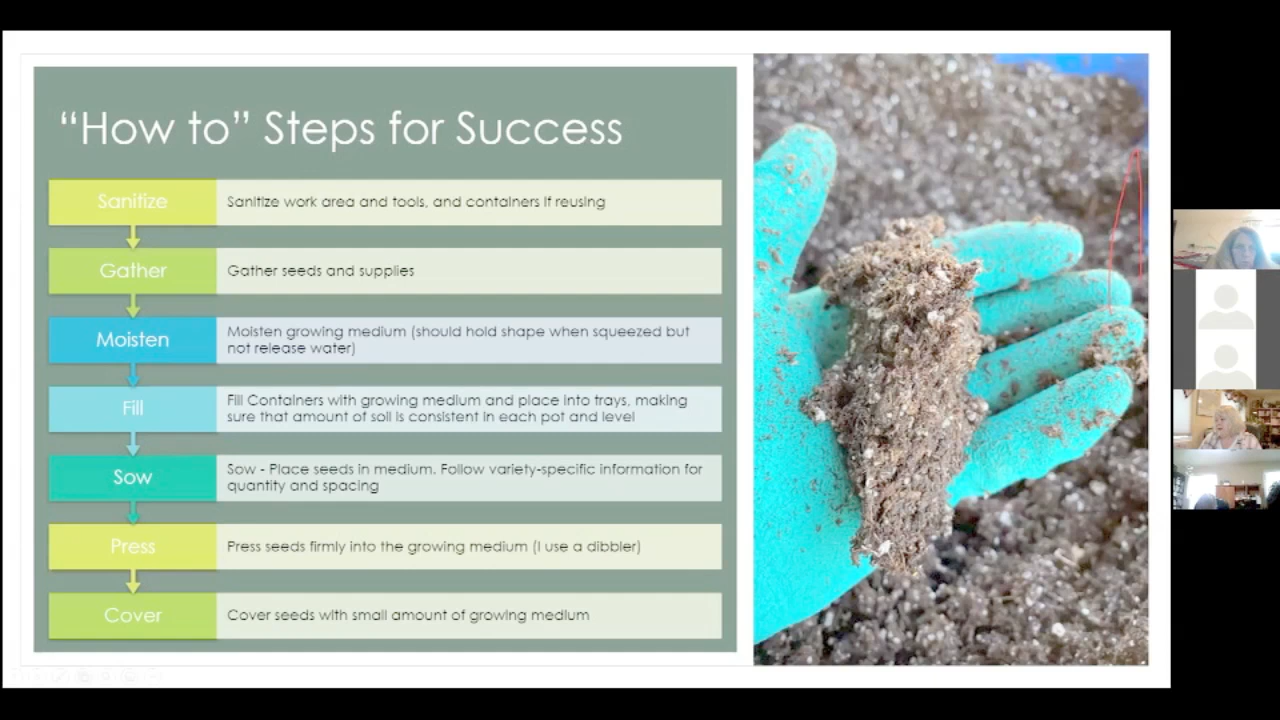 “How to” Steps for Success
Sanitize
Sanitize work area and tools, and containers if reusing
Gather
Gather seeds and supplies
Moisten
Moisten growing medium (should hold shape when squeezed but
not release water)
Fill
Fill Containers with growing medium and place into trays, making
sure that amount of soil is consistent in each pot and level
Sow
Sow - Place seeds in medium. Follow variety-specific information for
quantity and spacing
Press
Press seeds firmly into the growing medium (I use a dibbler)
Cover
Cover seeds with small amount of growing medium